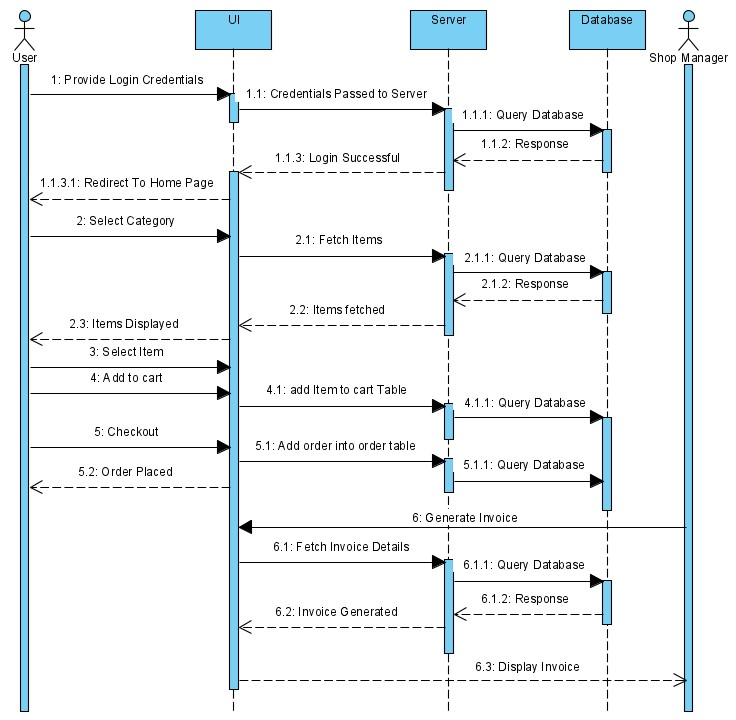 UI
Server
Database
User
Shop Manager
1: Provide Login Credentials
1.1: Credentials Passed to Server
1.1.1: Query Database
1.1.2: Response
1.1.3: Login Successful
1.1.3.1: Redirect To Home Page
2: Select Category
2.1: Fetch Items
2.1.1: Query Database
2.1.2: Response
2.2: Items fetched
2.3: Items Displayed
3: Select Item
4: Add to cart
4.1: add Item to cart Table
4.1.1: Query Database
5: Checkout
5.1: Add order into order table
5.1.1: Query Database
5.2: Order Placed
6: Generate Invoice
6.1: Fetch Invoice Details
6.1.1: Query Database
6.1.2: Response
6.2: Invoice Generated
6.3: Display Invoice